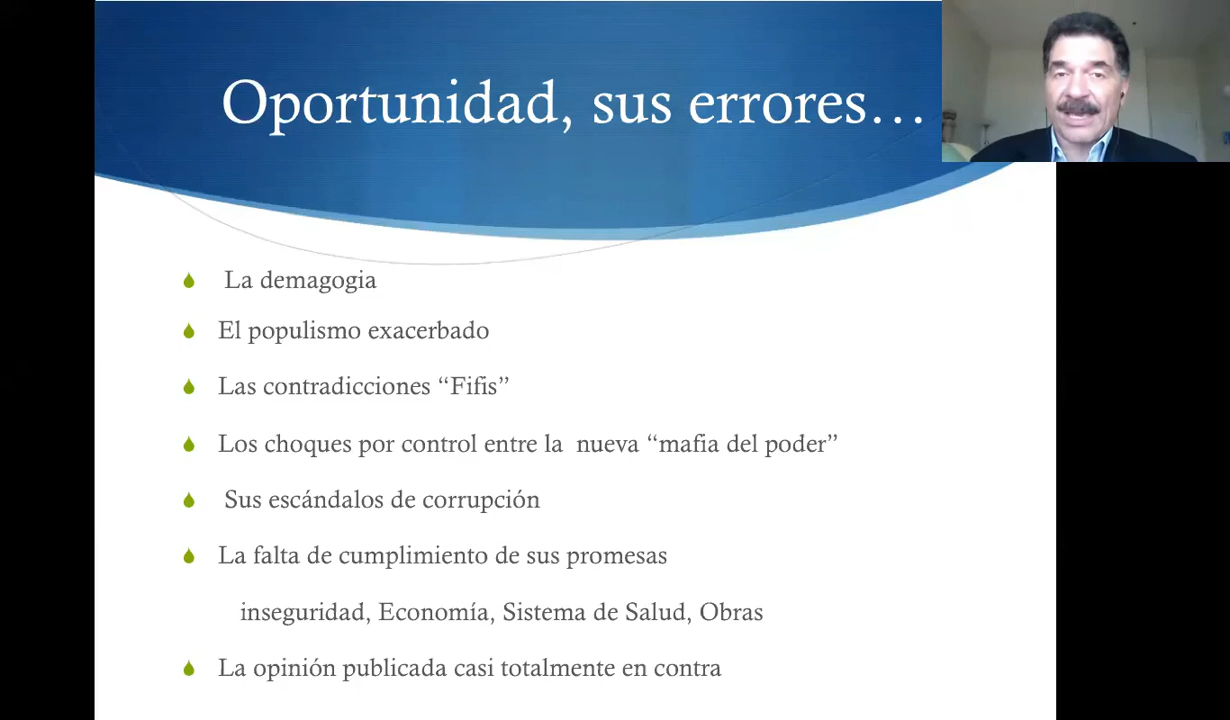 Oportunidad, sus errores…
La demagogia
El populismo exacerbado
Las contradicciones “Fifis”
Los choques por control entre la nueva “mafia del poder”
Sus escándalos de corrupción
La falta de cumplimiento de sus promesas
inseguridad, Economía, Sistema de Salud, Obras
La opinión publicada casi totalmente en contra